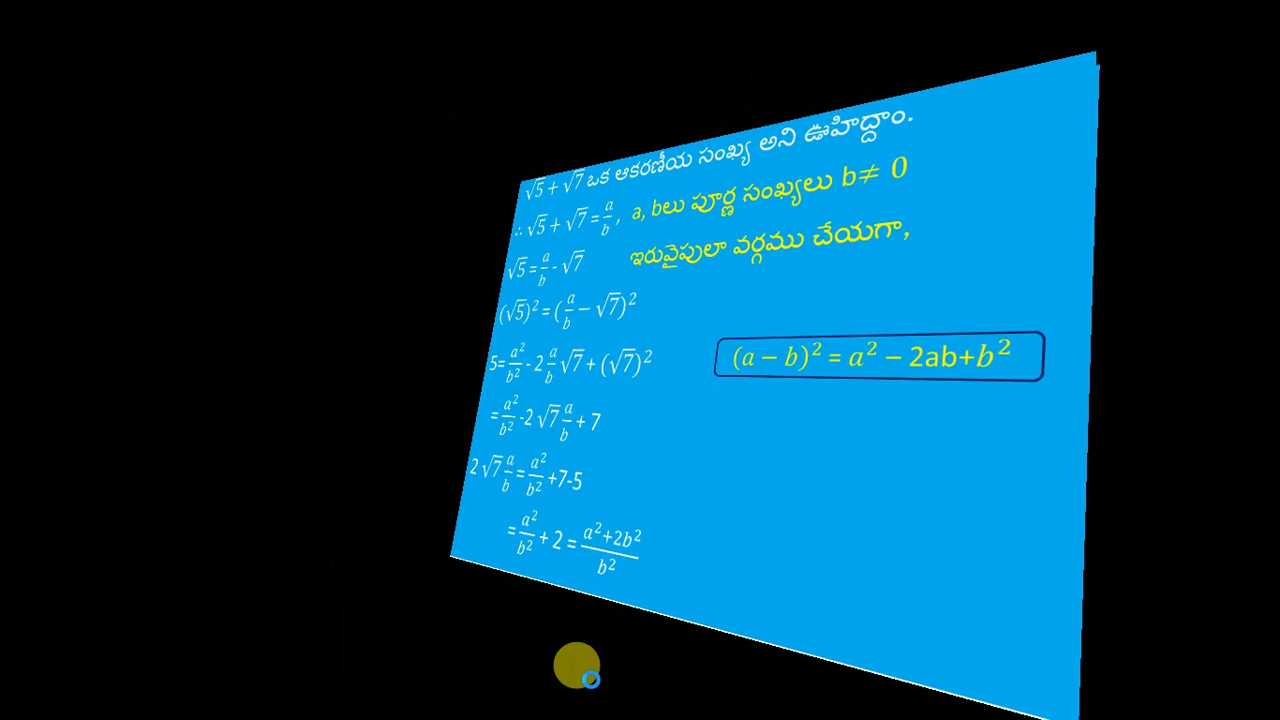 √5 + √7 ఒక ఆకరణీయ సంఖ్య అని ఊహిద్దాం.
∴ √5 + √7 = a/b, a, bలు పూర్ణ సంఖ్యలు b≠ 0
√5 = a/b - √7 ఇరువైపులా వర్గము చేయగా,
(√5)² = (a/b − √7)²
5= a²/b² - 2 a/b √7 + (√7)² (a − b)² = a² − 2ab+b²
= a²/b² -2 √7 a/b + 7
2 √7 a/b = a²/b² +7-5
= a²/b² + 2 = a²+2b²/b²